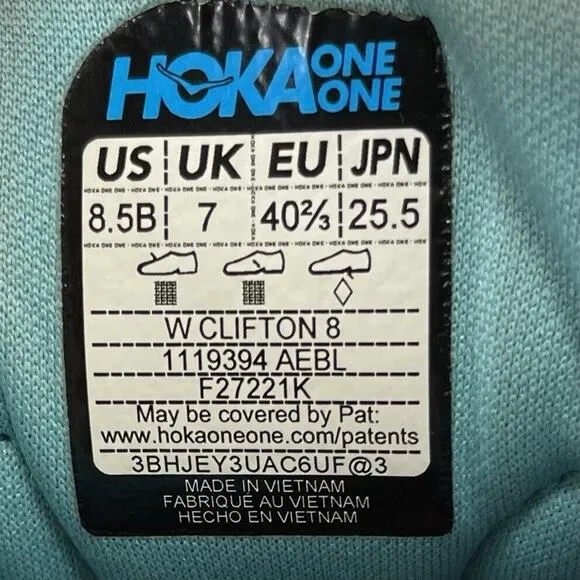 HOKA ONE ONE
US UK EU JPN
8.5B 7 40⅔ 25.5
W CLIFTON 8
1119394 AEBL
F27221K
May be covered by Pat:
www.hokaoneone.com/patents
3BHJEY3UAC6UF@3
MADE IN VIETNAM
FABRIQUÉ AU VIETNAM
HECHO EN VIETNAM